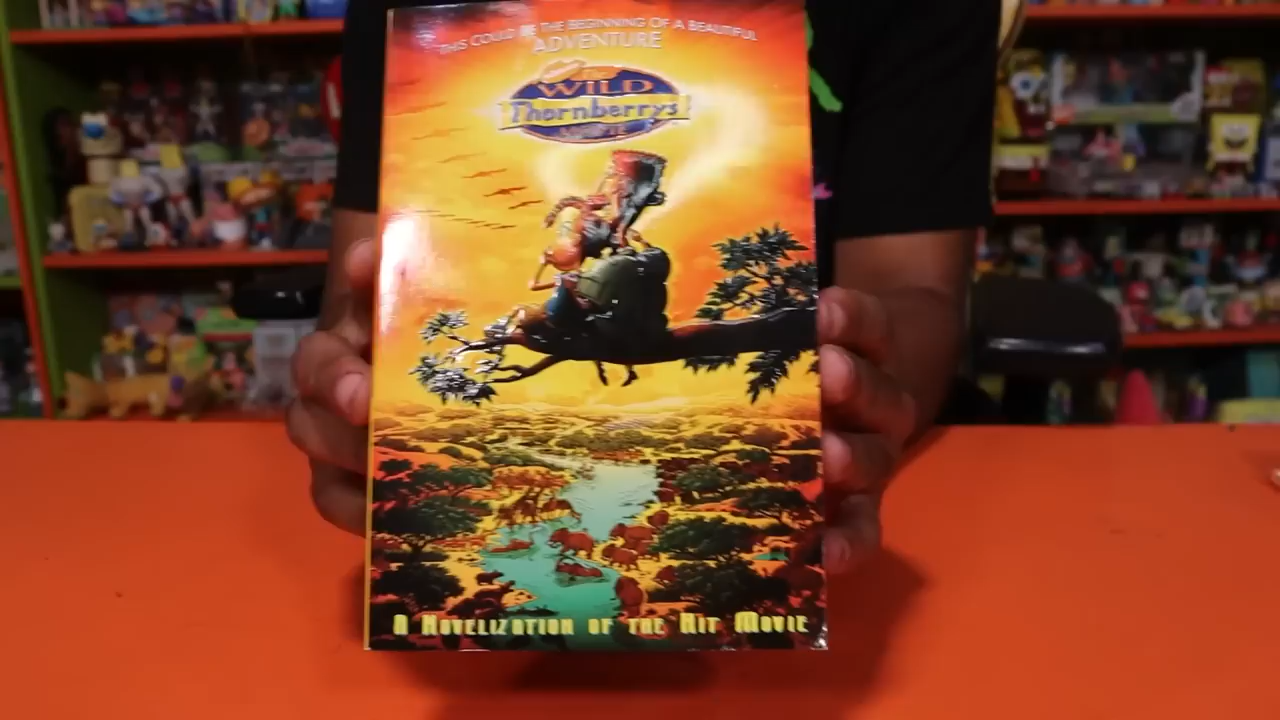 THIS COULD BE THE BEGINNING OF A BEAUTIFUL
ADVENTURE
The
WILD
Thornberrys
MOVIE
A NOVELIZATION OF THE HIT MOVIE